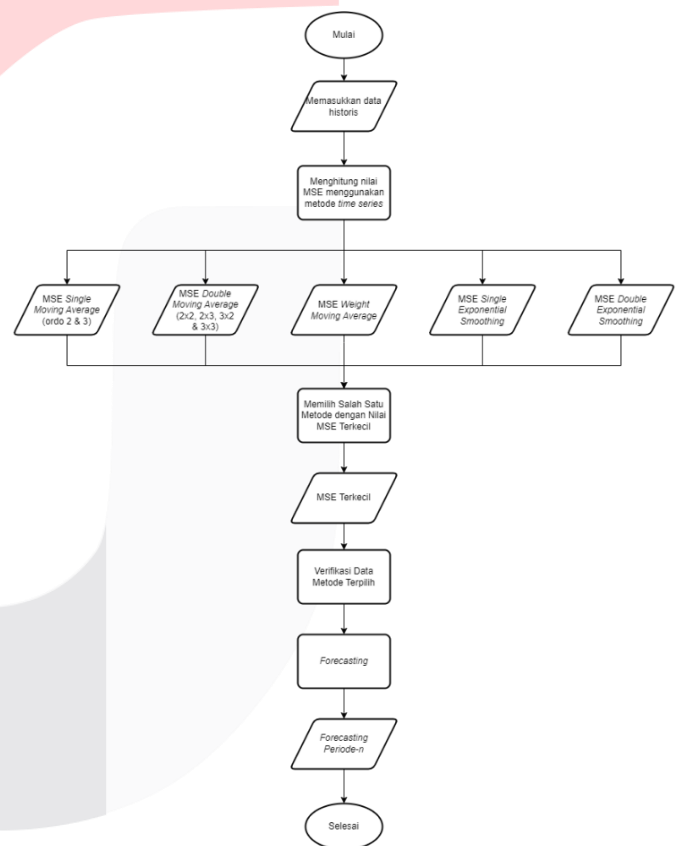 Mulai
Memasukkan data
historis
Menghitung nilai
MSE menggunakan
metode time series
MSE Single
Moving Average
(ordo 2 & 3)
MSE Double
Moving Average
(2x2, 2x3, 3x2
& 3x3)
MSE Weight
Moving Average
MSE Single
Exponential
Smoothing
MSE Double
Exponential
Smoothing
Memilih Salah Satu
Metode dengan Nilai
MSE Terkecil
MSE Terkecil
Verifikasi Data
Metode Terpilih
Forecasting
Forecasting
Periode-n
Selesai